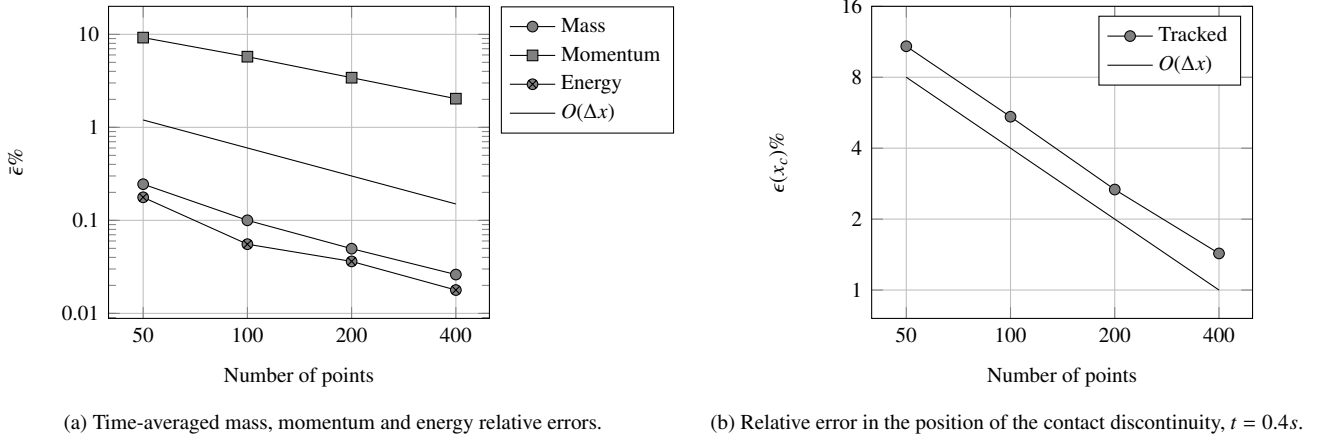 10
1
0.1
0.01
50
100
200
400
ϵ̄%
Number of points
Mass
Momentum
Energy
O(Δx)
(a) Time-averaged mass, momentum and energy relative errors.
16
8
4
2
1
50
100
200
400
ϵ(x_c)%
Number of points
Tracked
O(Δx)
(b) Relative error in the position of the contact discontinuity, t = 0.4s.